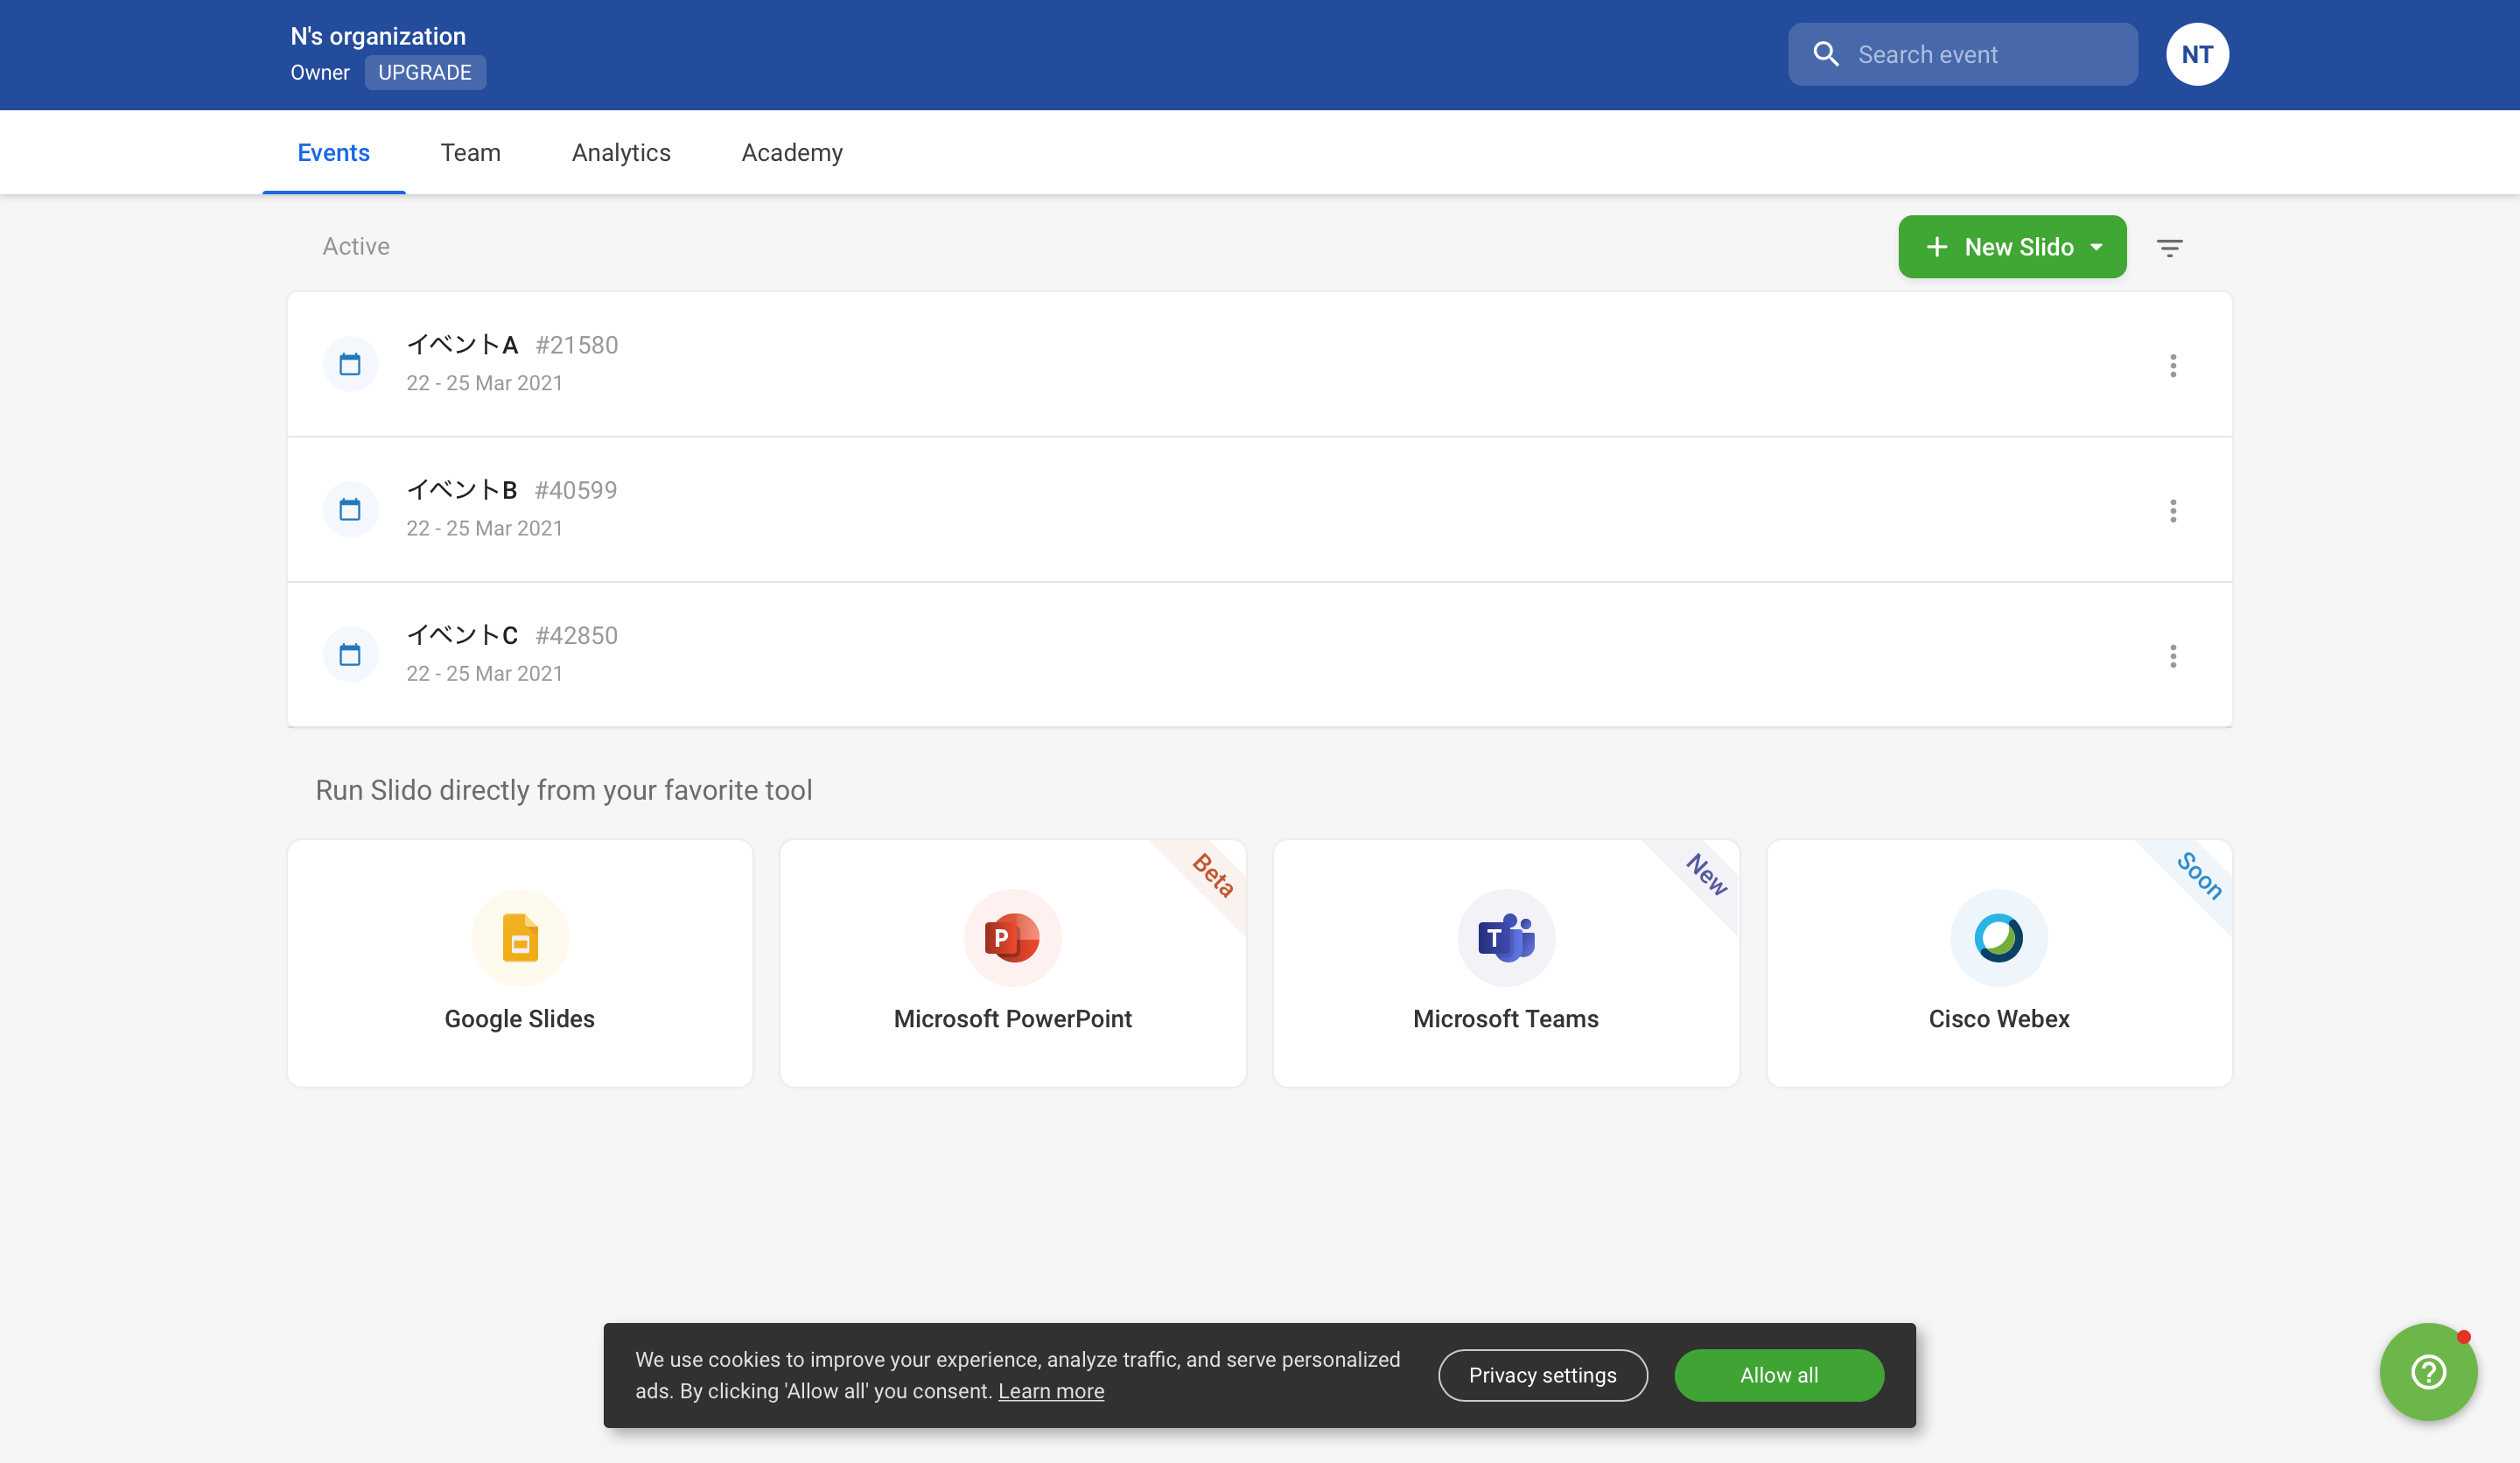 N's organization
Owner UPGRADE
Search event
NT
Events Team Analytics Academy
Active
+ New Slido
イベントA #21580
22 - 25 Mar 2021
イベントB #40599
22 - 25 Mar 2021
イベントC #42850
22 - 25 Mar 2021
Run Slido directly from your favorite tool
Google Slides
Beta
P
Microsoft PowerPoint
New
T
Microsoft Teams
Soon
Cisco Webex
We use cookies to improve your experience, analyze traffic, and serve personalized
ads. By clicking 'Allow all' you consent. Learn more
Privacy settings
Allow all
?